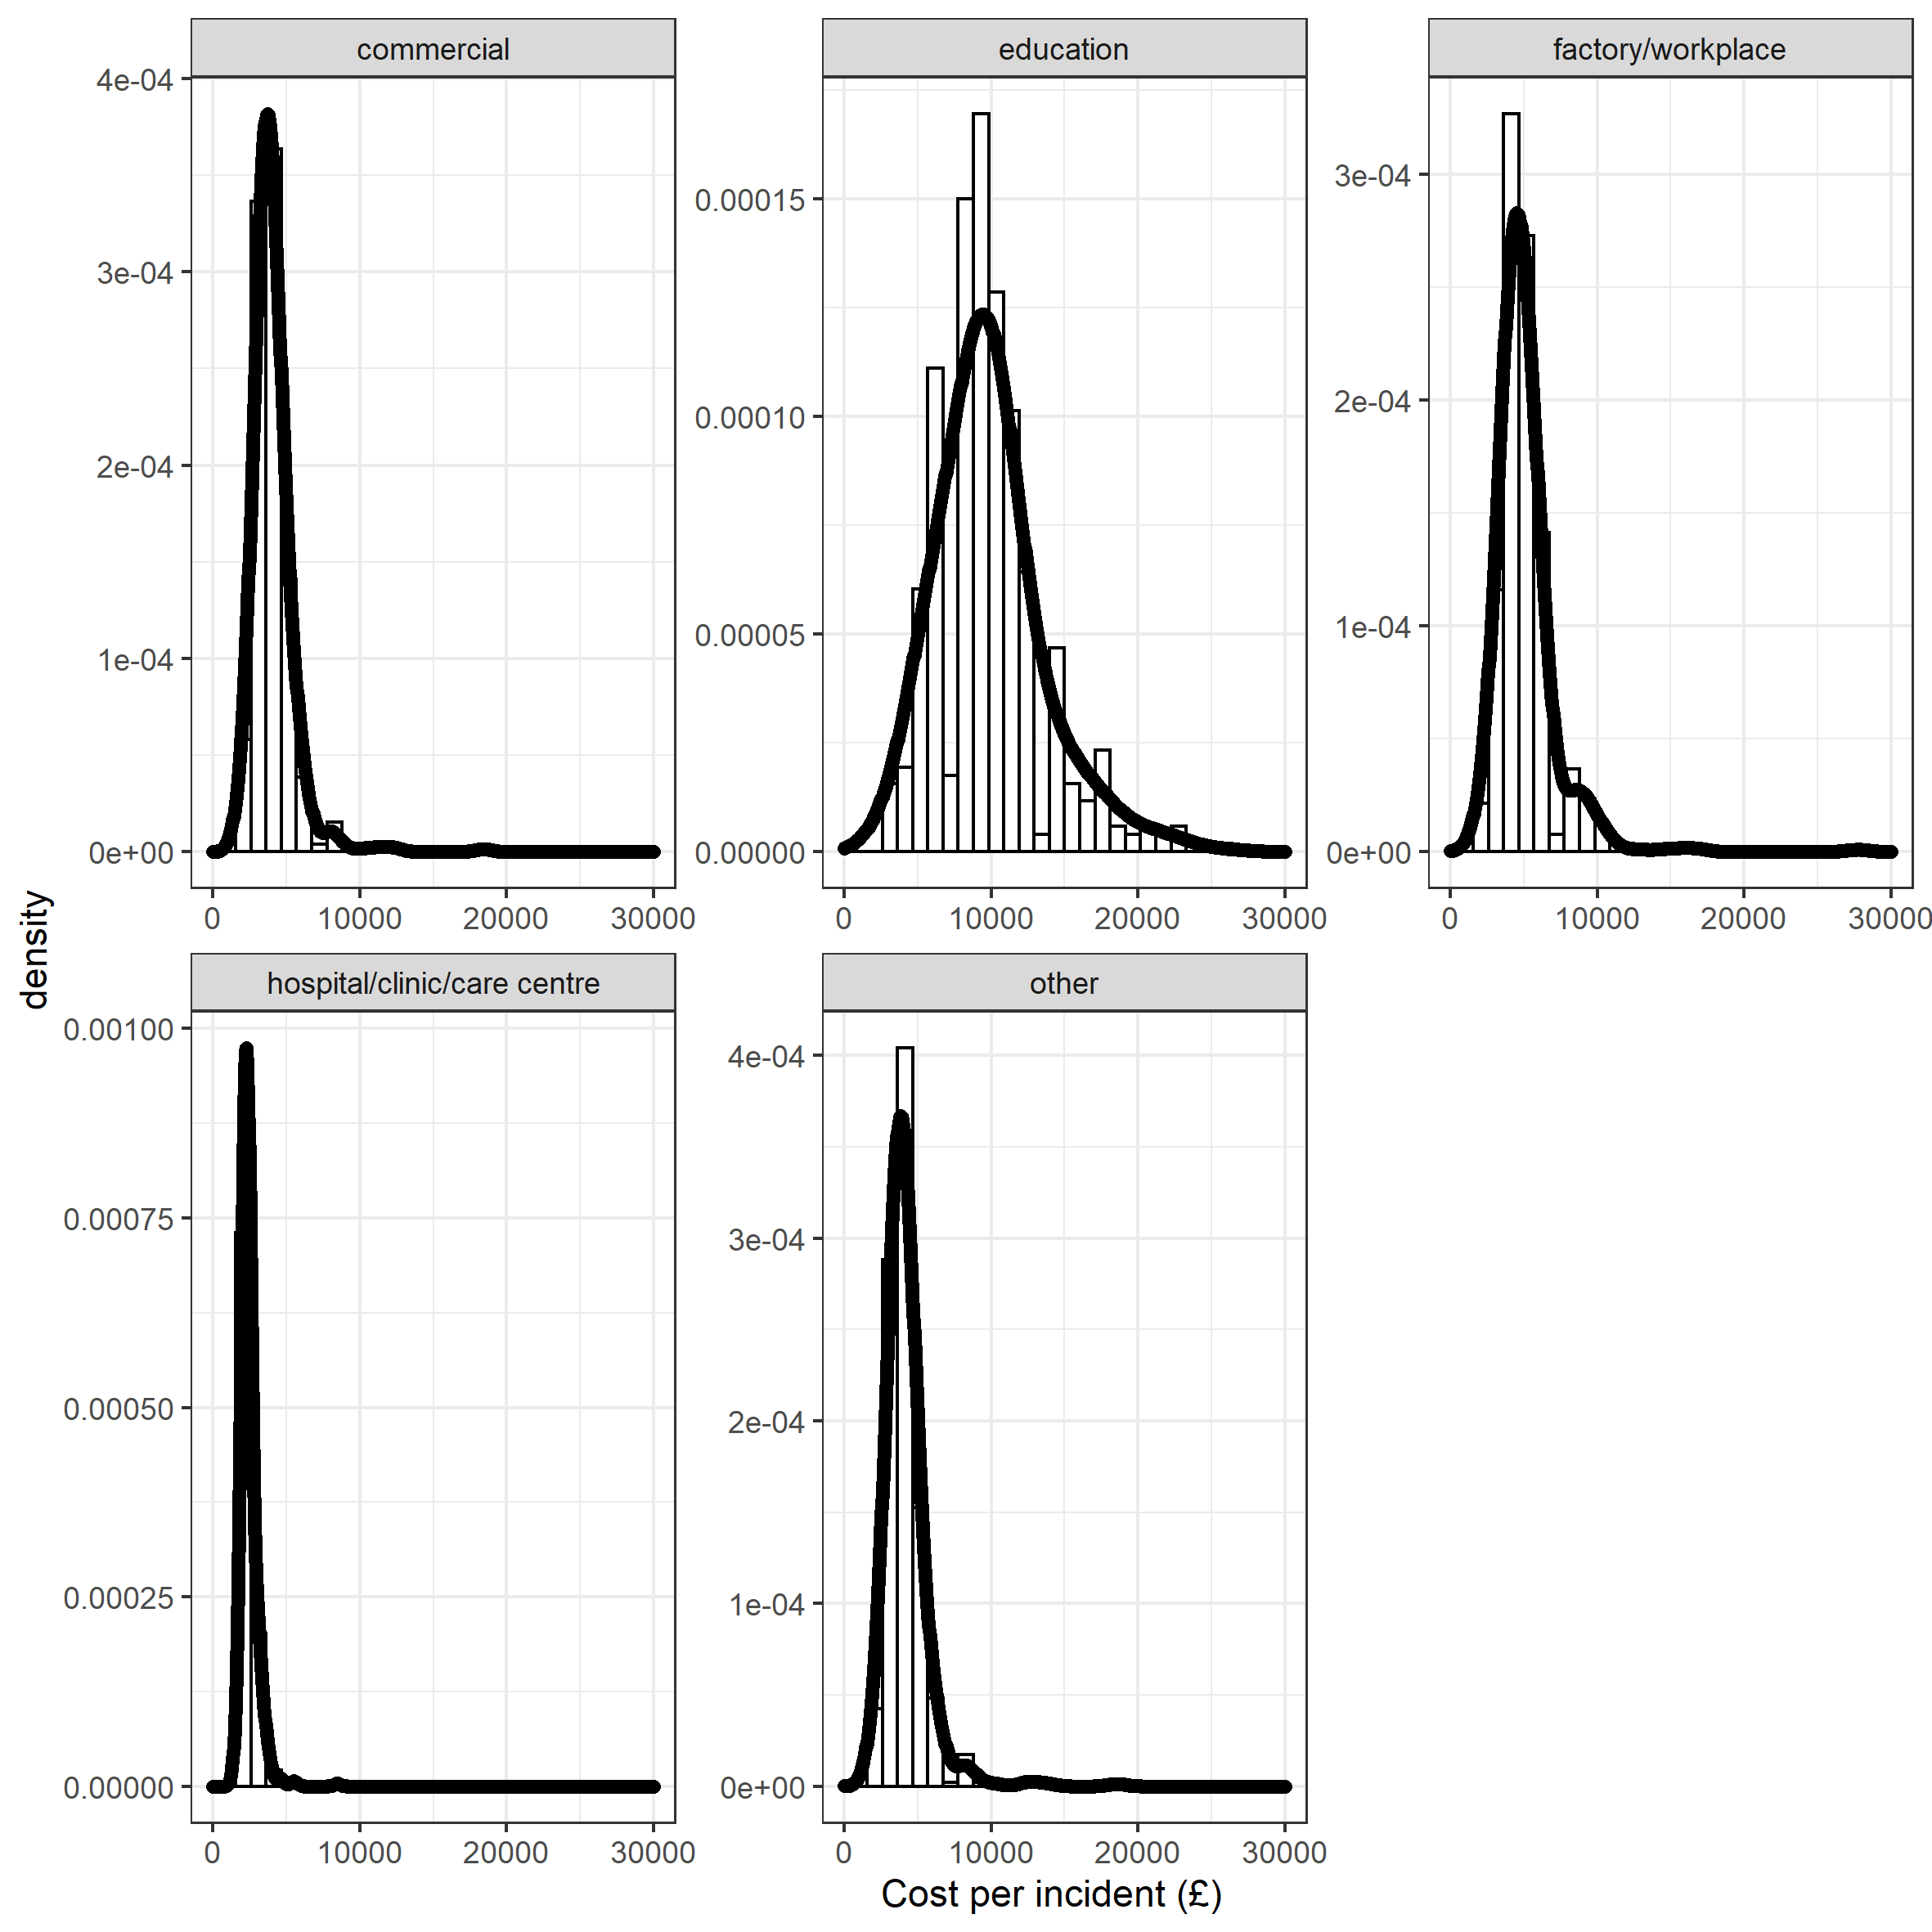 commercial
education
factory/workplace
4e-04
3e-04
2e-04
1e-04
0e+00
0.00015
0.00010
0.00005
0.00000
3e-04
2e-04
1e-04
0e+00
0 10000 20000 30000
0 10000 20000 30000
0 10000 20000 30000
density
hospital/clinic/care centre
other
0.00100
0.00075
0.00050
0.00025
0.00000
4e-04
3e-04
2e-04
1e-04
0e+00
0 10000 20000 30000
0 10000 20000 30000
Cost per incident (£)